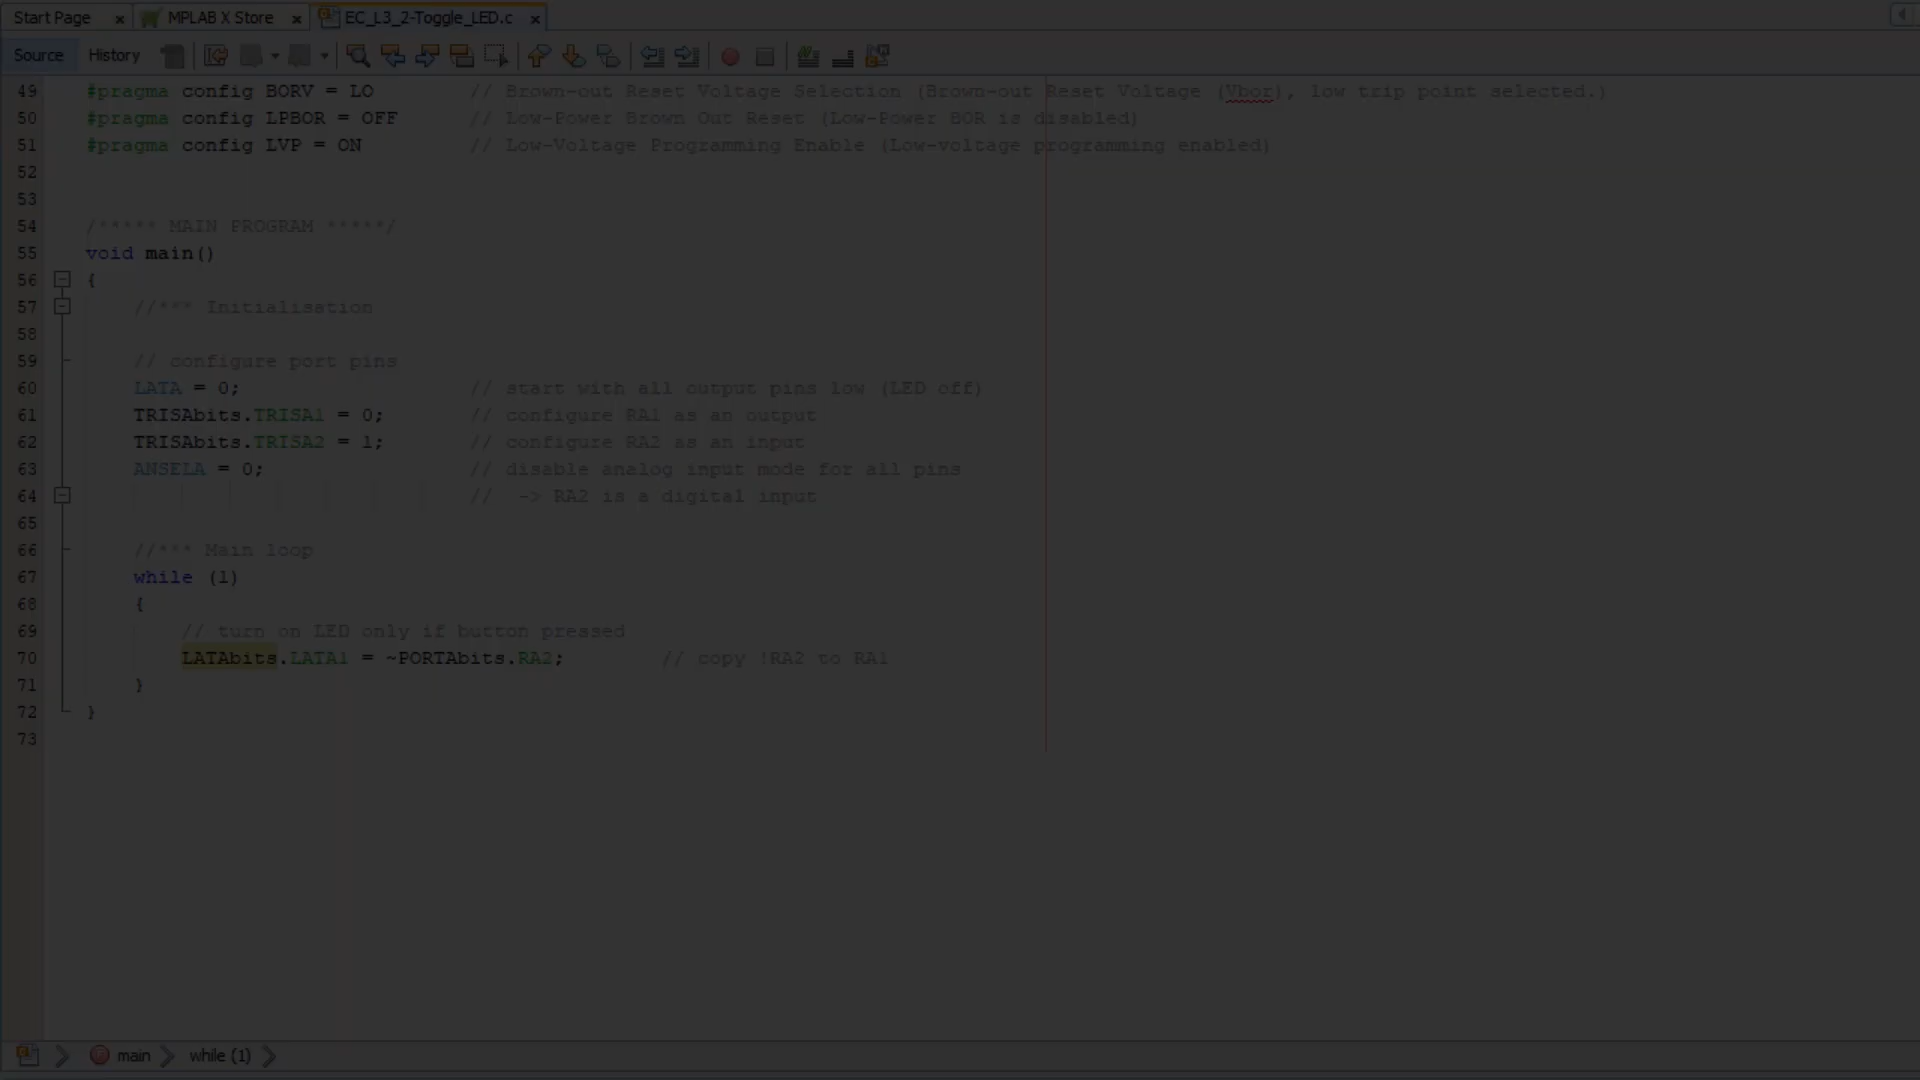 Start Page
MPLAB X Store
EC_L3_2-Toggle_LED.c
Source History
49 #pragma config BORV = LO // Brown-out Reset Voltage Selection (Brown-out Reset Voltage (Vbor), low trip point selected.)
50 #pragma config LPBOR = OFF // Low-Power Brown Out Reset (Low-Power BOR is disabled)
51 #pragma config LVP = ON // Low-Voltage Programming Enable (Low-voltage programming enabled)
52
53
54 /***** MAIN PROGRAM *****/
55 void main()
56 {
57 //*** Initialisation
58
59 // configure port pins
60 LATA = 0; // start with all output pins low (LED off)
61 TRISAbits.TRISA1 = 0; // configure RA1 as an output
62 TRISAbits.TRISA2 = 1; // configure RA2 as an input
63 ANSELA = 0; // disable analog input mode for all pins
64 // -> RA2 is a digital input
65
66 //*** Main loop
67 while (1)
68 {
69 // turn on LED only if button pressed
70 LATAbits.LATA1 = ~PORTAbits.RA2; // copy !RA2 to RA1
71 }
72 }
73
main while (1)